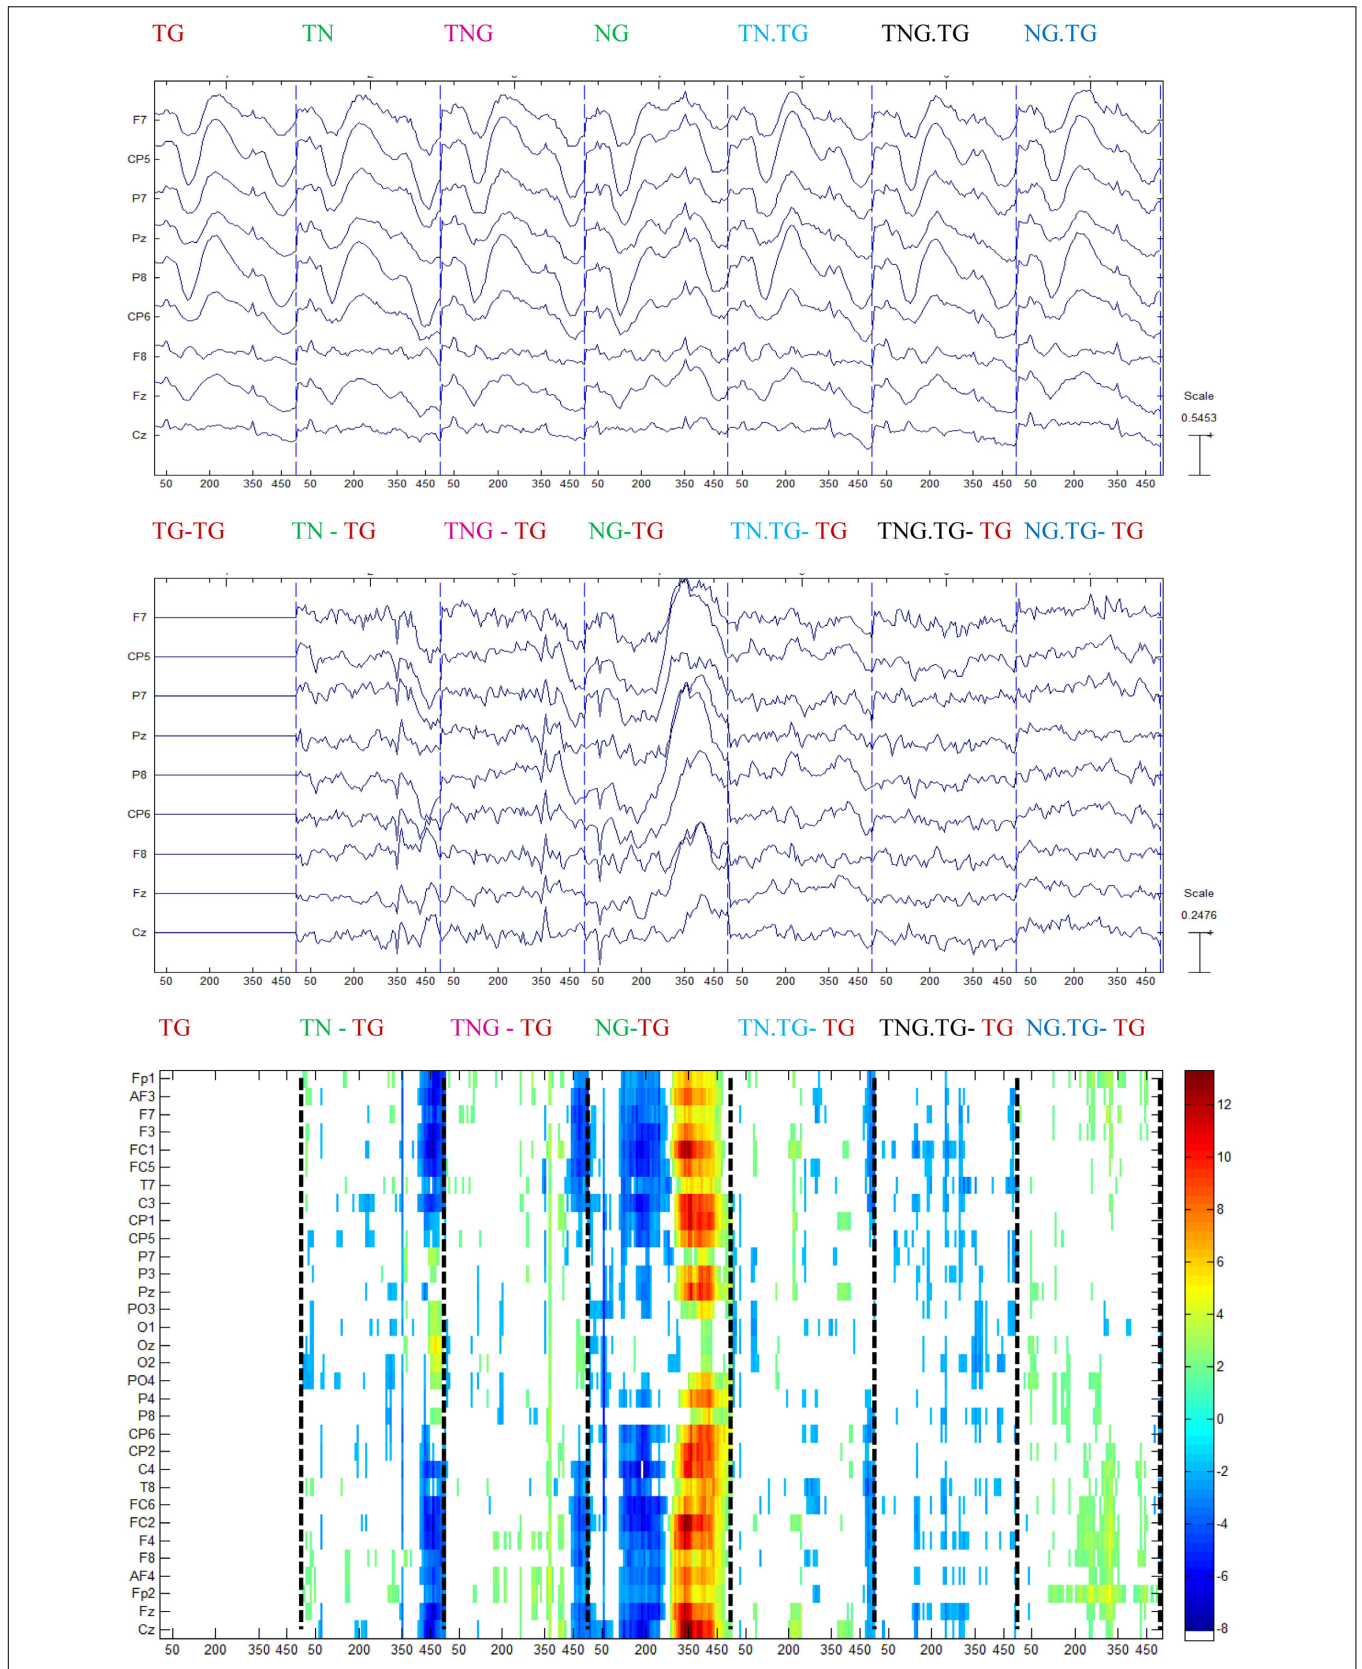 TG TN TNG NG TN.TG TNG.TG NG.TG
F7
CP5
P7
Pz
P8
CP6
F8
Fz
Cz
Scale
0.5453
50 200 350 450 50 200 350 450 50 200 350 450 50 200 350 450 50 200 350 450 50 200 350 450 50 200 350 450
TG-TG TN - TG TNG - TG NG-TG TN.TG- TG TNG.TG- TG NG.TG- TG
F7
CP5
P7
Pz
P8
CP6
F8
Fz
Cz
Scale
0.2476
50 200 350 450 50 200 350 450 50 200 350 450 50 200 350 450 50 200 350 450 50 200 350 450 50 200 350 450
TG TN - TG TNG - TG NG-TG TN.TG- TG TNG.TG- TG NG.TG- TG
Fp1
AF3
F7
F3
FC1
FC5
T7
C3
CP1
CP5
P7
P3
Pz
PO3
O1
Oz
O2
PO4
P4
P8
CP6
CP2
C4
T8
FC6
FC2
F4
F8
AF4
Fp2
Fz
Cz
12
10
8
6
4
2
0
-2
-4
-6
-8
50 200 350 450 50 200 350 450 50 200 350 450 50 200 350 450 50 200 350 450 50 200 350 450 50 200 350 450